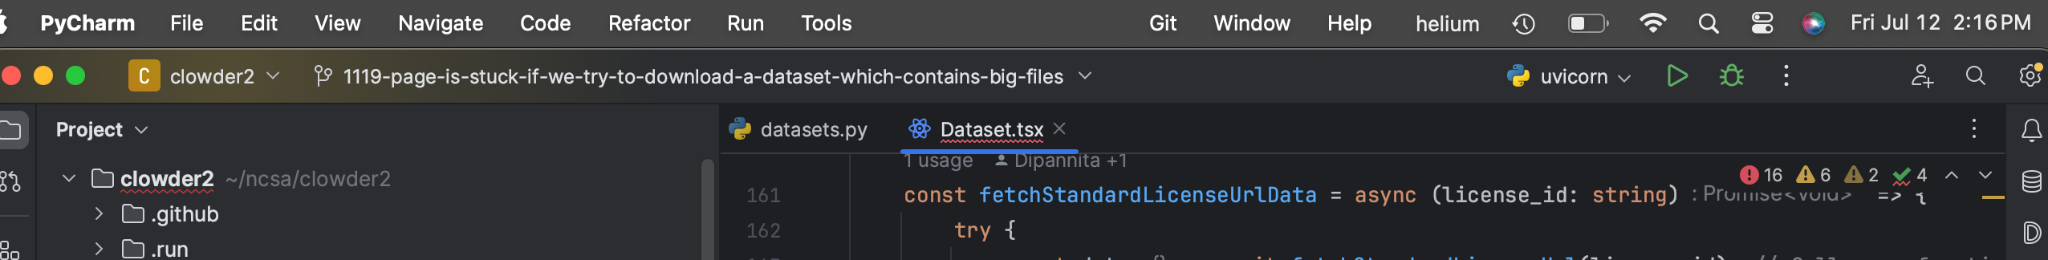 PyCharm File Edit View Navigate Code Refactor Run Tools Git Window Help helium Fri Jul 12 2:16 PM
C clowder2 1119-page-is-stuck-if-we-try-to-download-a-dataset-which-contains-big-files uvicorn
Project datasets.py Dataset.tsx
1 usage Dipannita +1
clowder2 ~/ncsa/clowder2 16 6 2 4
161 const fetchStandardLicenseUrlData = async (license_id: string) : Promise<void> => {
.github
162 try {
.run